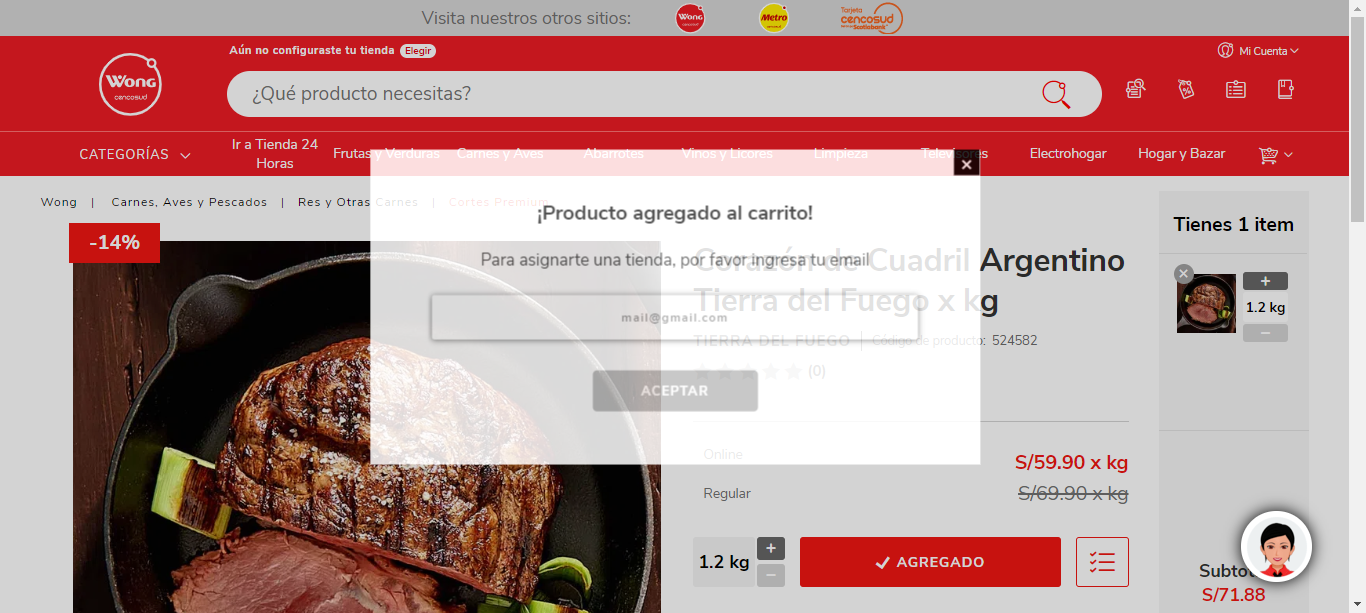 Visita nuestros otros sitios:
Wong
cencosud
Metro
cencosud
Tarjeta
cencosud
Scotiabank
Aún no configuraste tu tienda Elegir
Mi Cuenta
Wong
cencosud
¿Qué producto necesitas?
CATEGORÍAS
Ir a Tienda 24 Horas
Frutas y Verduras
Carnes y Aves
Abarrotes
Vinos y Licores
Limpieza
Televisores
Electrohogar
Hogar y Bazar
×
Wong | Carnes, Aves y Pescados | Res y Otras Carnes | Cortes Premium
¡Producto agregado al carrito!
Para asignarte una tienda, por favor ingresa tu email
mail@gmail.com
ACEPTAR
-14%
Corazón de Cuadril Argentino
Tierra del Fuego x kg
TIERRA DEL FUEGO | Código de producto: 524582
(0)
Online
S/59.90 x kg
Regular
S/69.90 x kg
1.2 kg
+
−
AGREGADO
Tienes 1 item
×
+
1.2 kg
−
S/71.88